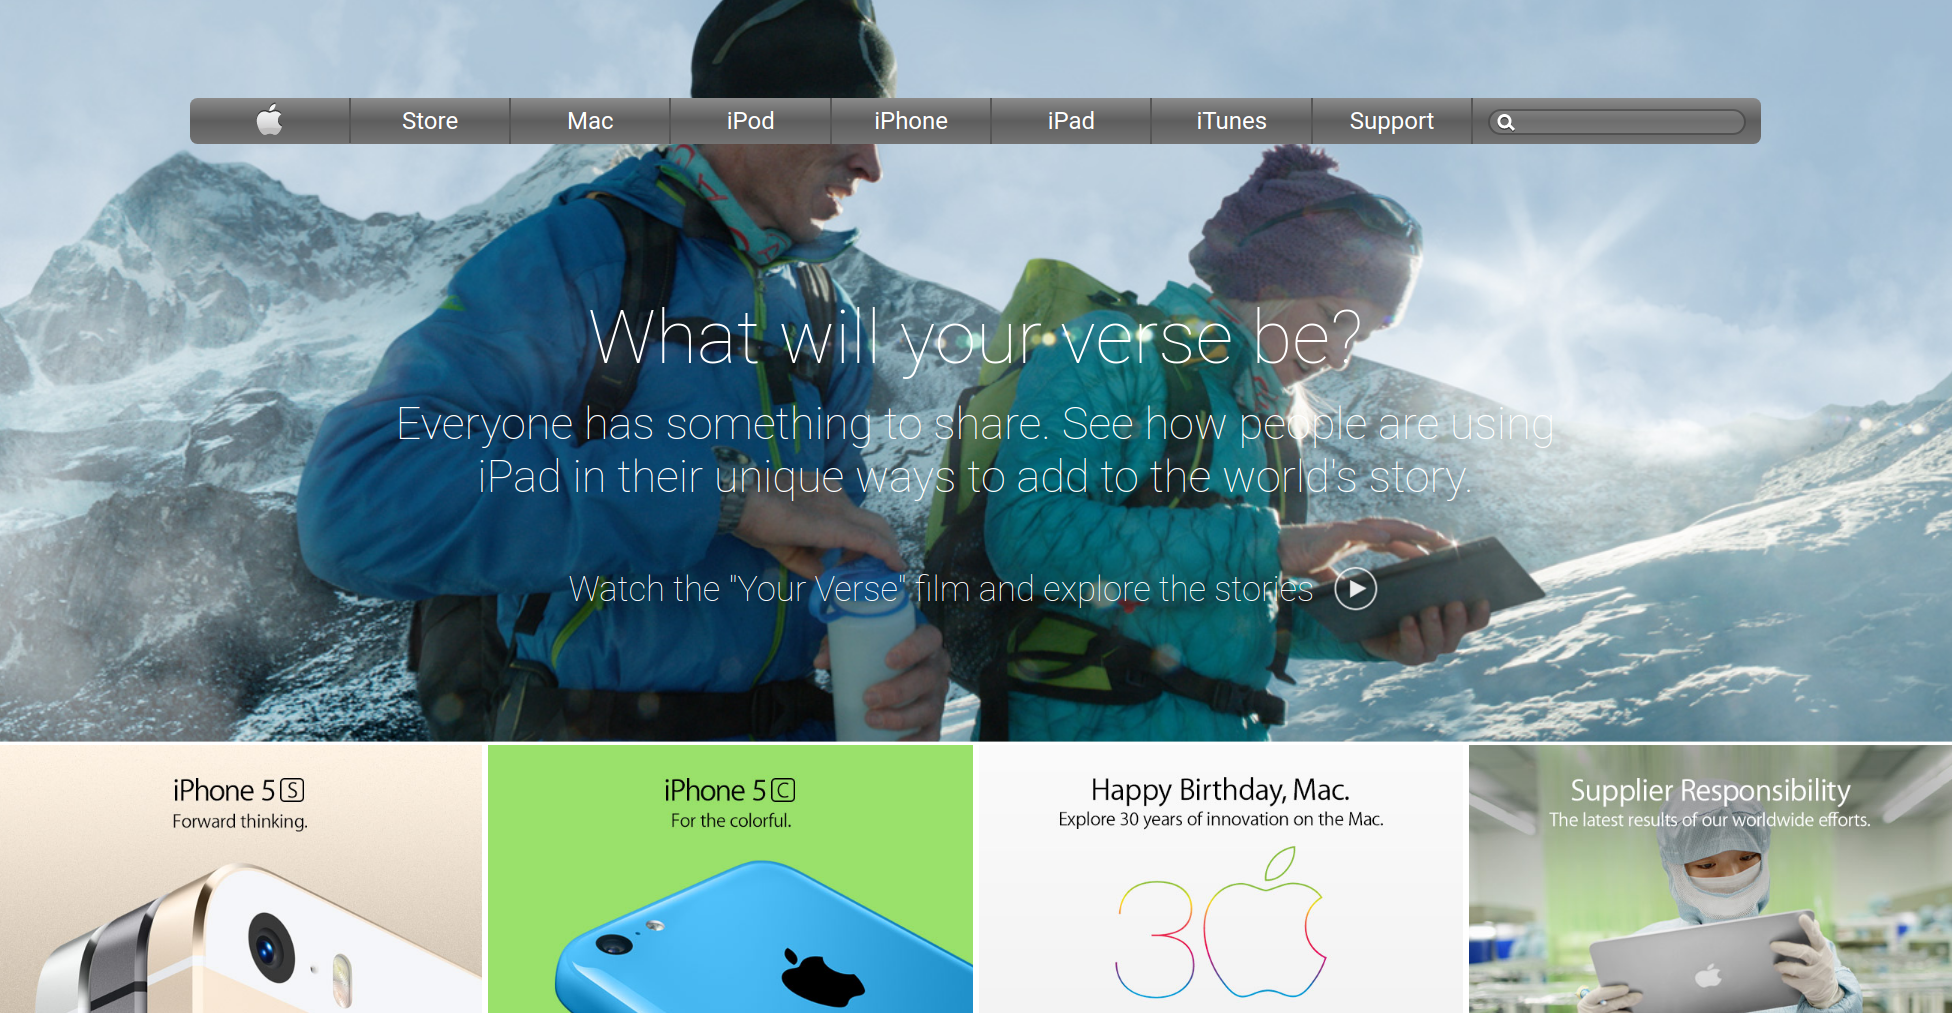 Store
Mac
iPod
iPhone
iPad
iTunes
Support
What will your verse be?
Everyone has something to share. See how people are using
iPad in their unique ways to add to the world's story.
Watch the "Your Verse" film and explore the stories
iPhone 5 S
Forward thinking.
iPhone 5 C
For the colorful.
Happy Birthday, Mac.
Explore 30 years of innovation on the Mac.
30
Supplier Responsibility
The latest results of our worldwide efforts.